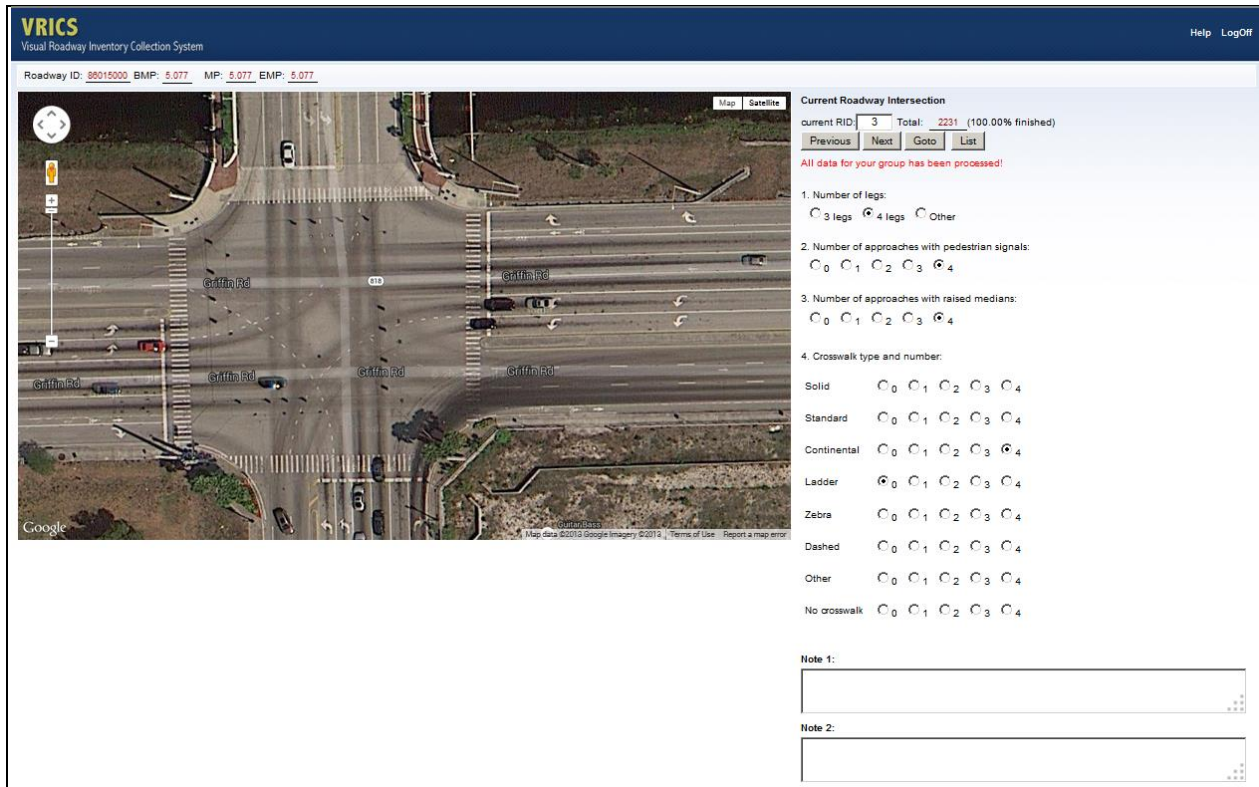 VRICS
Visual Roadway Inventory Collection System
Help LogOff
Roadway ID: 86015000 BMP: 5.077 MP: 5.077 EMP: 5.077
Map Satellite
Griffin Rd
Griffin Rd
818
Griffin Rd
Griffin Rd
Griffin Rd
Griffin Rd
Guitar Bass
Google
Map data ©2013 Google Imagery ©2013 Terms of Use Report a map error
Current Roadway Intersection
current RID: 3 Total: 2231 (100.00% finished)
Previous Next Goto List
All data for your group has been processed!
1. Number of legs:
3 legs 4 legs Other
2. Number of approaches with pedestrian signals:
0 1 2 3 4
3. Number of approaches with raised medians:
0 1 2 3 4
4. Crosswalk type and number:
Solid 0 1 2 3 4
Standard 0 1 2 3 4
Continental 0 1 2 3 4
Ladder 0 1 2 3 4
Zebra 0 1 2 3 4
Dashed 0 1 2 3 4
Other 0 1 2 3 4
No crosswalk 0 1 2 3 4
Note 1:
Note 2: